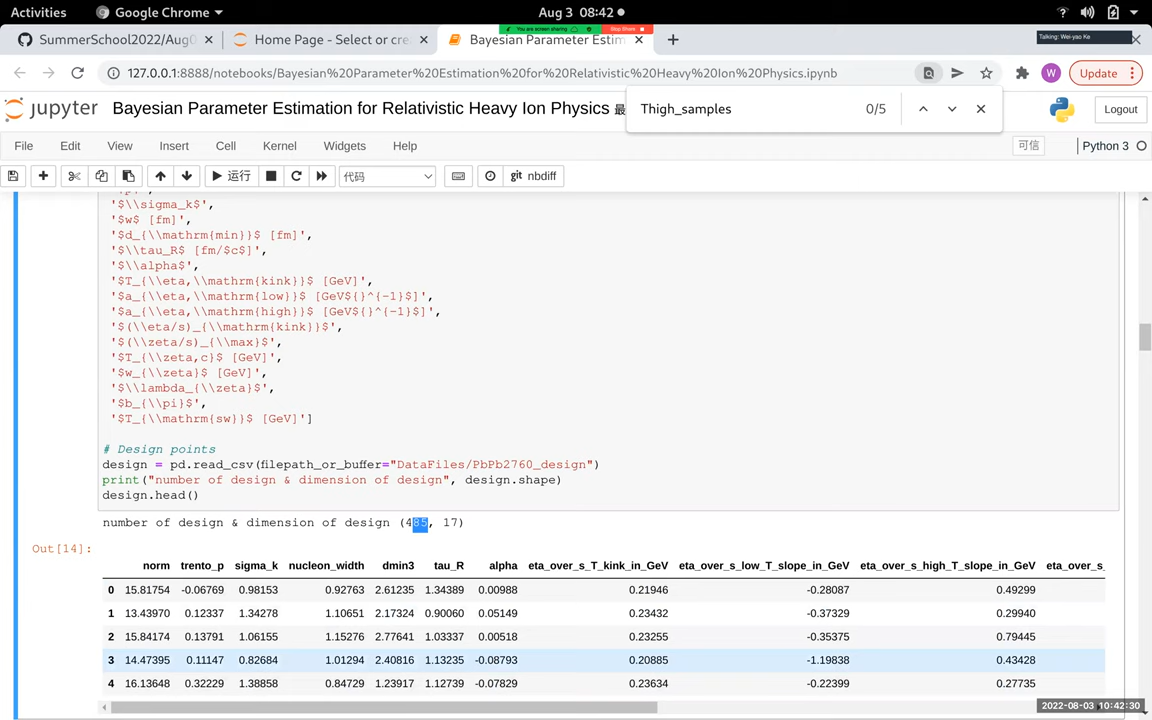 Activities
Google Chrome
Aug 3 08:42
You are screen sharing
Stop Share
Talking: Wei-yao Ke
SummerSchool2022/Aug0
Home Page - Select or cre
Bayesian Parameter Estim
127.0.0.1:8888/notebooks/Bayesian%20Parameter%20Estimation%20for%20Relativistic%20Heavy%20Ion%20Physics.ipynb
W
Update
Thigh_samples
0/5
jupyter
Bayesian Parameter Estimation for Relativistic Heavy Ion Physics 最
Logout
File Edit View Insert Cell Kernel Widgets Help
可信
Python 3
运行
代码
git nbdiff
'$\\sigma_k$',
'$w$ [fm]',
'$d_{\\mathrm{min}}$ [fm]',
'$\\tau_R$ [fm/$c$]',
'$\\alpha$',
'$T_{\\eta,\\mathrm{kink}}$ [GeV]',
'$a_{\\eta,\\mathrm{low}}$ [GeV${}^{-1}$]',
'$a_{\\eta,\\mathrm{high}}$ [GeV${}^{-1}$]',
'$(\\eta/s)_{\\mathrm{kink}}$',
'$(\\zeta/s)_{\\max}$',
'$T_{\\zeta,c}$ [GeV]',
'$w_{\\zeta}$ [GeV]',
'$\\lambda_{\\zeta}$',
'$b_{\\pi}$',
'$T_{\\mathrm{sw}}$ [GeV]']
# Design points
design = pd.read_csv(filepath_or_buffer="DataFiles/PbPb2760_design")
print("number of design & dimension of design", design.shape)
design.head()
number of design & dimension of design (485, 17)
Out[14]:
norm trento_p sigma_k nucleon_width dmin3 tau_R alpha eta_over_s_T_kink_in_GeV eta_over_s_low_T_slope_in_GeV eta_over_s_high_T_slope_in_GeV eta_over_s_
0 15.81754 -0.06769 0.98153 0.92763 2.61235 1.34389 0.00988 0.21946 -0.28087 0.49299
1 13.43970 0.12337 1.34278 1.10651 2.17324 0.90060 0.05149 0.23432 -0.37329 0.29940
2 15.84174 0.13791 1.06155 1.15276 2.77641 1.03337 0.00518 0.23255 -0.35375 0.79445
3 14.47395 0.11147 0.82684 1.01294 2.40816 1.13235 -0.08793 0.20885 -1.19838 0.43428
4 16.13648 0.32229 1.38858 0.84729 1.23917 1.12739 -0.07829 0.23634 -0.22399 0.27735
2022-08-03 10:42:30